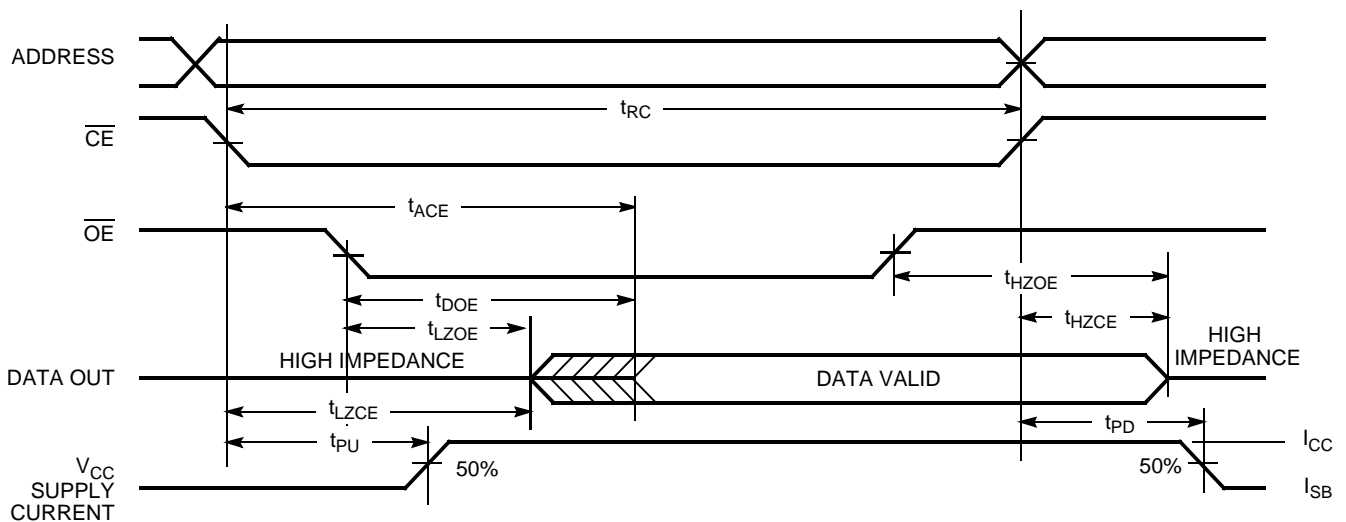 ADDRESS
tRC
CE
tACE
OE
tHZOE
tDOE
tLZOE
tHZCE
HIGH IMPEDANCE
HIGH
IMPEDANCE
DATA OUT
DATA VALID
tLZCE
tPD
tPU
ICC
VCC
SUPPLY
CURRENT
50%
50%
ISB